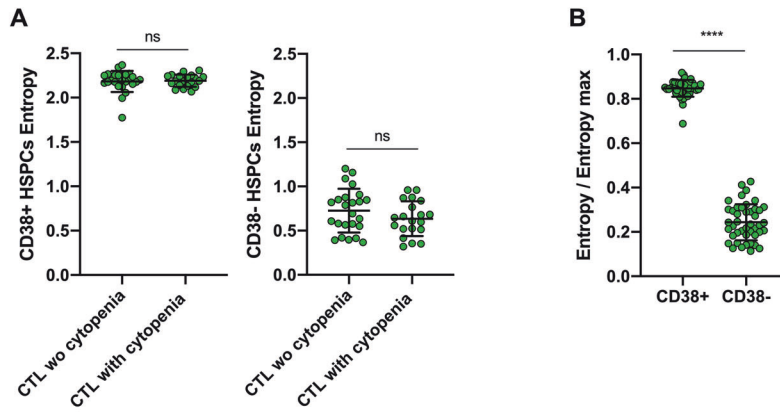 A
B
ns
ns
****
CD38+ HSPCs Entropy
2.5
2.0
1.5
1.0
0.5
0.0
CTL wo cytopenia
CTL with cytopenia
CD38- HSPCs Entropy
2.5
2.0
1.5
1.0
0.5
0.0
CTL wo cytopenia
CTL with cytopenia
Entropy / Entropy max
1.0
0.8
0.6
0.4
0.2
0.0
CD38+ CD38-